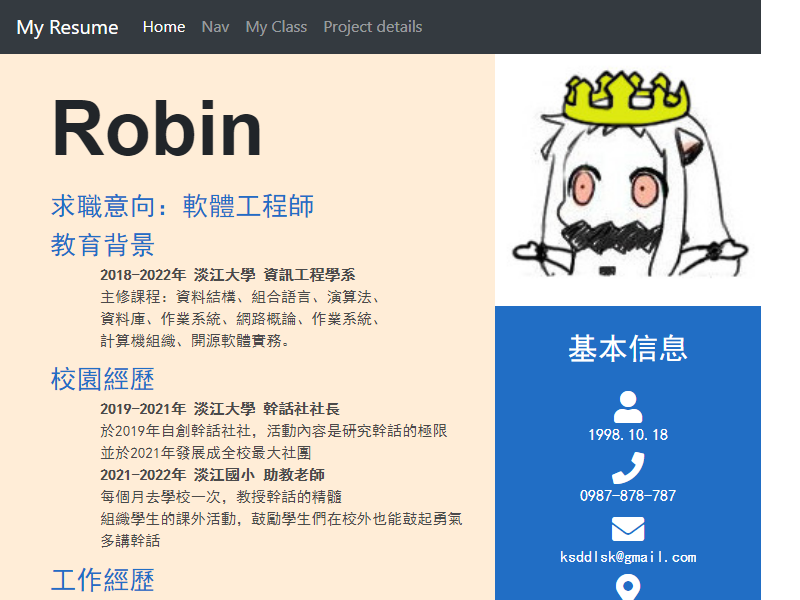 My Resume Home Nav My Class Project details
Robin
求職意向：軟體工程師
教育背景
2018-2022年 淡江大學 資訊工程學系
主修課程：資料結構、組合語言、演算法、
資料庫、作業系統、網路概論、作業系統、
計算機組織、開源軟體實務。
校園經歷
2019-2021年 淡江大學 幹話社社長
於2019年自創幹話社社，活動內容是研究幹話的極限
並於2021年發展成全校最大社團
2021-2022年 淡江國小 助教老師
每個月去學校一次，教授幹話的精髓
組織學生的課外活動，鼓勵學生們在校外也能鼓起勇氣
多講幹話
工作經歷
基本信息
1998.10.18
0987-878-787
ksddlsk@gmail.com